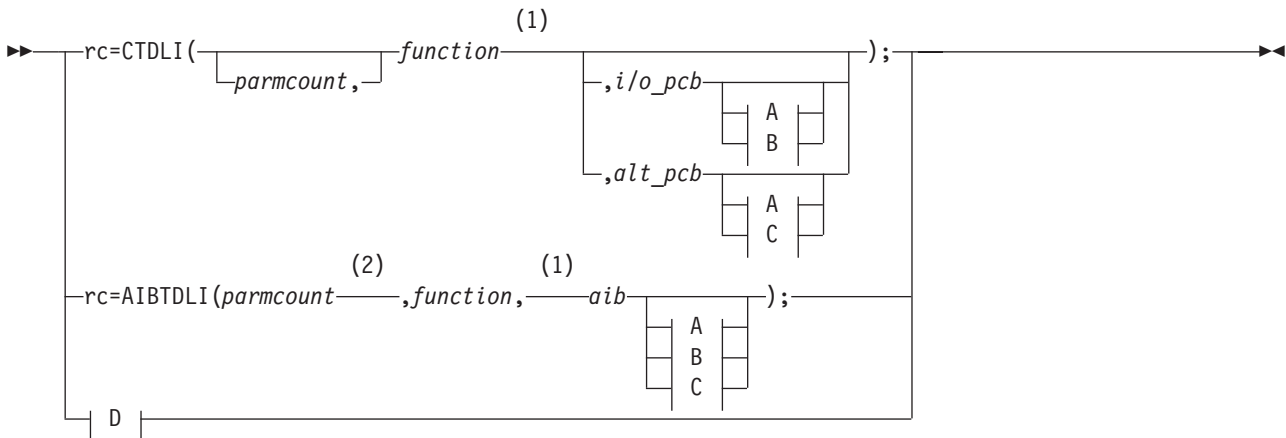 (1)
rc=CTDLI( function );
parmcount, ,i/o_pcb
A
B
,alt_pcb
A
C
(2) (1)
rc=AIBTDLI(parmcount ,function, aib );
A
B
C
D